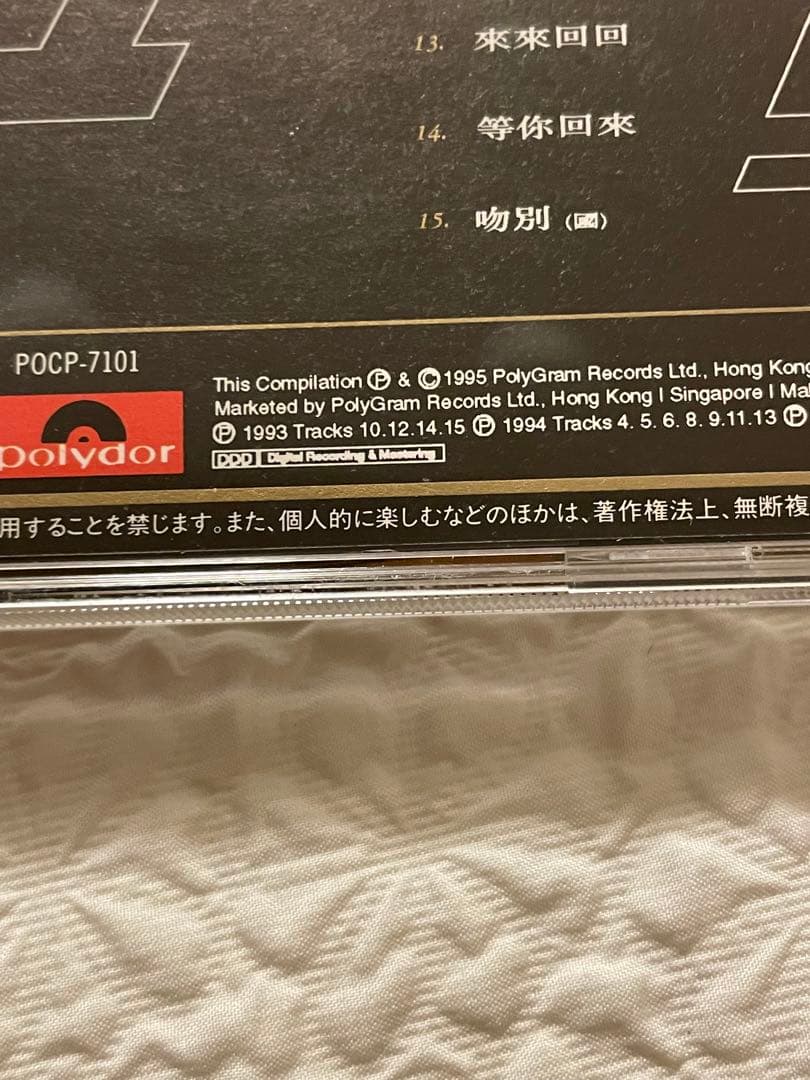 13. 來來回回
14. 等你回來
15. 吻別 (國)
POCP-7101
polydor
This Compilation Ⓟ & © 1995 PolyGram Records Ltd., Hong Kong
Marketed by PolyGram Records Ltd., Hong Kong I Singapore I Mal
Ⓟ 1993 Tracks 10.12.14.15 Ⓟ 1994 Tracks 4. 5. 6. 8. 9.11.13 Ⓟ
DDD Digital Recording & Mastering
用することを禁じます。また、個人的に楽しむなどのほかは、著作権法上、無断複